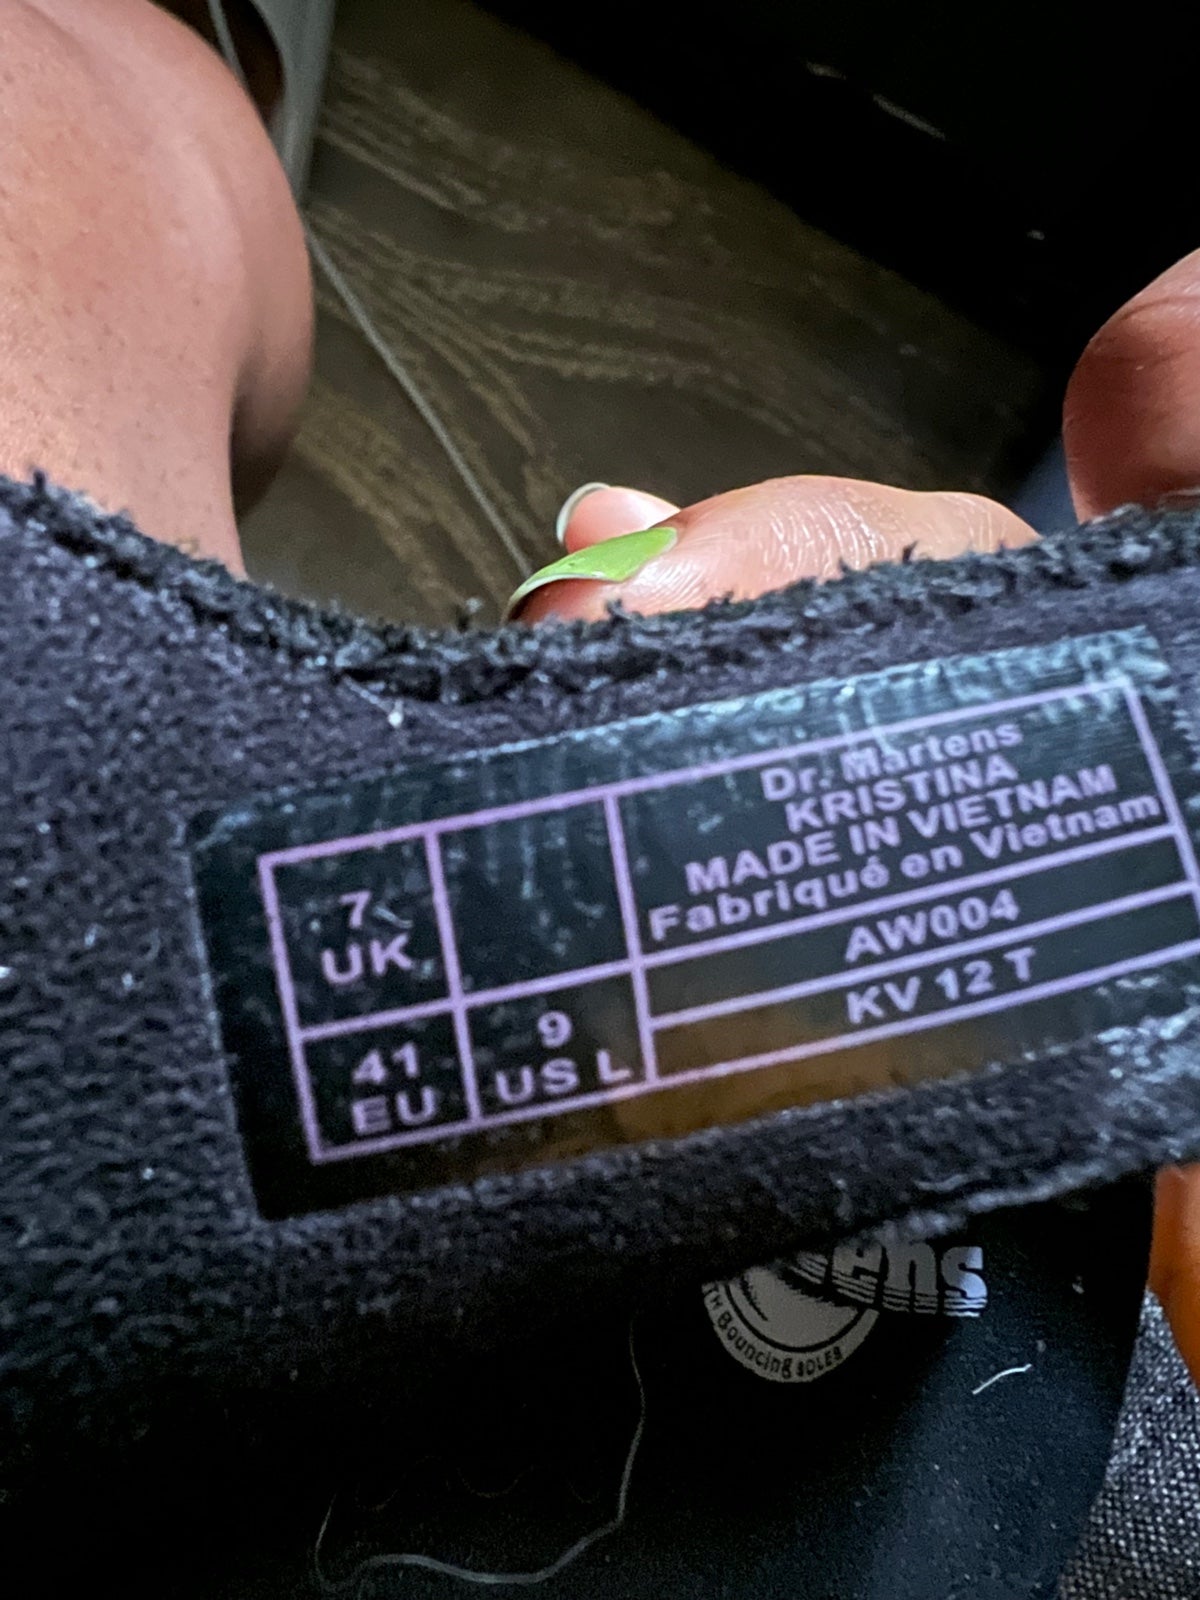 7
UK
41
EU
9
US L
Dr. Martens
KRISTINA
MADE IN VIETNAM
Fabriqué en Vietnam
AW004
KV 12 T
ens
Bouncing SOLES